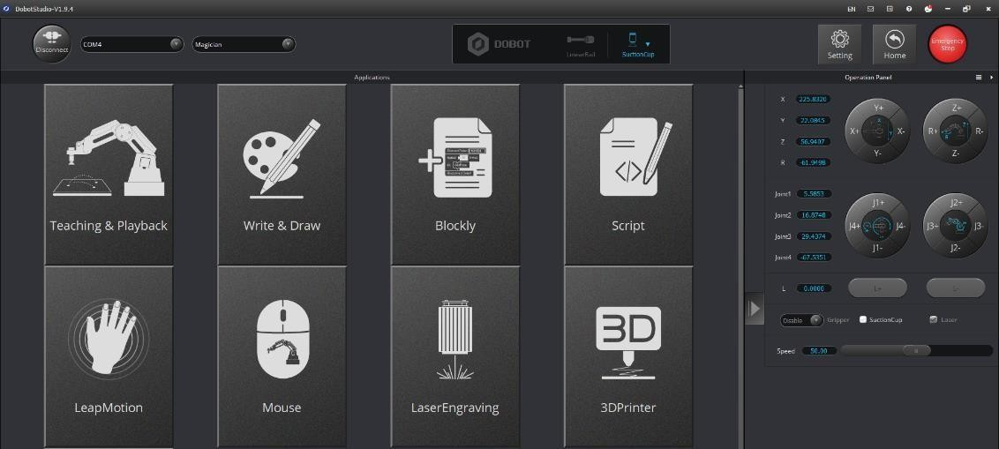 DobotStudio-V1.9.4
EN
Disconnect
COM4
Magician
DOBOT
LinearRail
SuctionCup
Setting
Home
Emergency
Stop
Applications
Teaching & Playback
Write & Draw
Blockly
Script
LeapMotion
Mouse
3D
LaserEngraving
3DPrinter
Operation Panel
X 225.8320
Y 22.0845
Z 56.9497
R -61.9498
Y+
X+ X-
Y-
Z+
R+ R-
Z-
Joint1 5.5853
Joint2 16.8748
Joint3 29.4374
Joint4 -67.5351
J1+
J4+ J4-
J1-
J2+
J3+ J3-
J2-
L 0.0000
L+
L-
Disable Gripper SuctionCup Laser
Speed 50.00